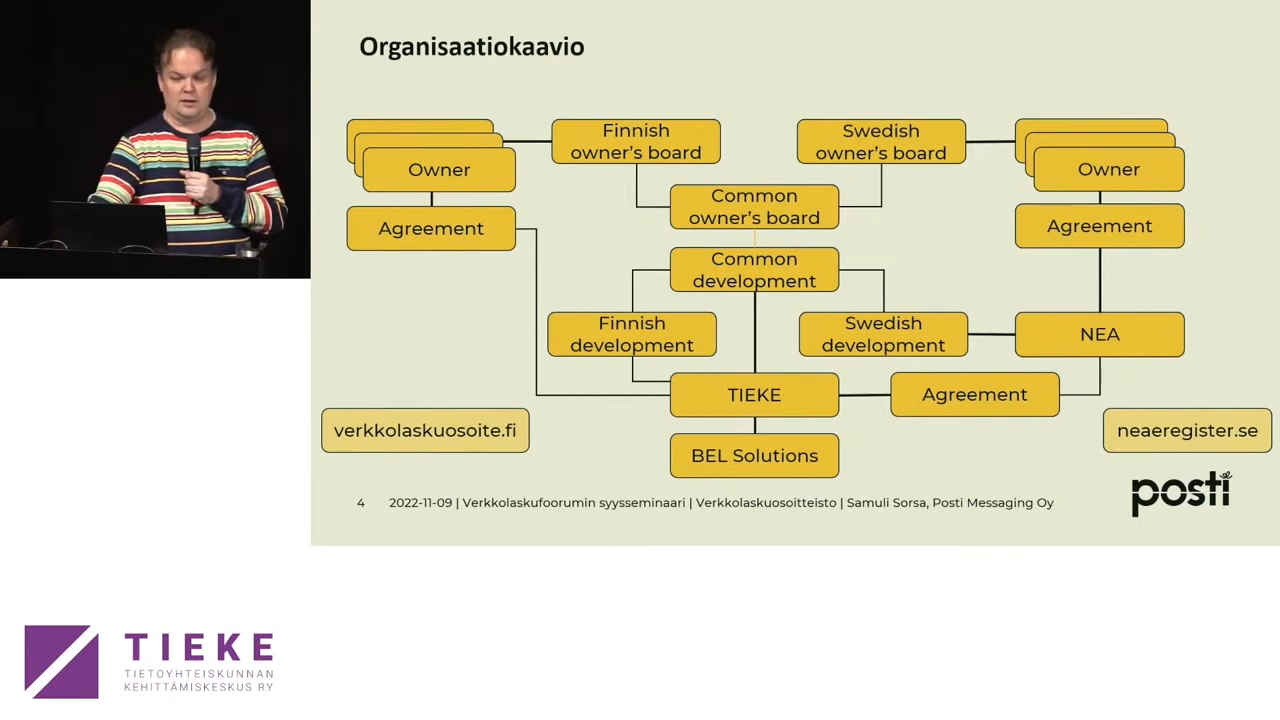 Organisaatiokaavio
Finnish
owner's board
Swedish
owner's board
Owner
Owner
Common
owner's board
Agreement
Agreement
Common
development
Finnish
development
Swedish
development
NEA
TIEKE
Agreement
verkkolaskuosoite.fi
neaeregister.se
BEL Solutions
posti
4 2022-11-09 | Verkkolaskufoorumin syysseminaari | Verkkolaskuosoitteisto | Samuli Sorsa, Posti Messaging Oy
TIEKE
TIETOYHTEISKUNNAN
KEHITTÄMISKESKUS RY